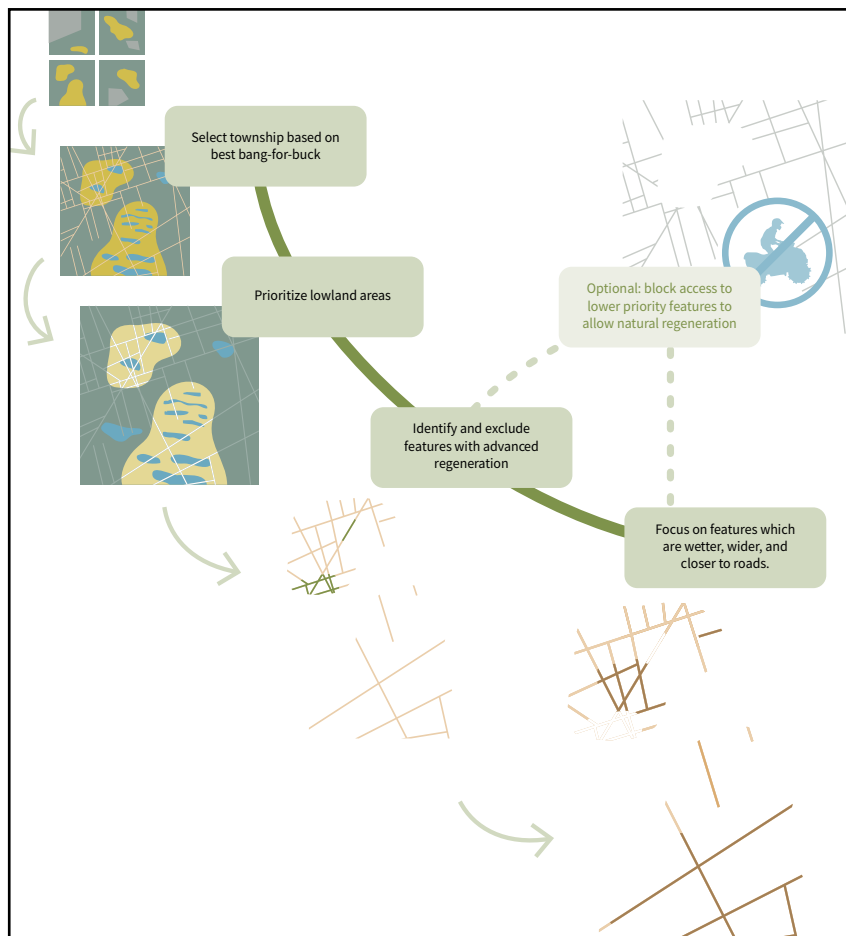 Select township based on
best bang-for-buck
Prioritize lowland areas
Optional: block access to
lower priority features to
allow natural regeneration
Identify and exclude
features with advanced
regeneration
Focus on features which
are wetter, wider, and
closer to roads.